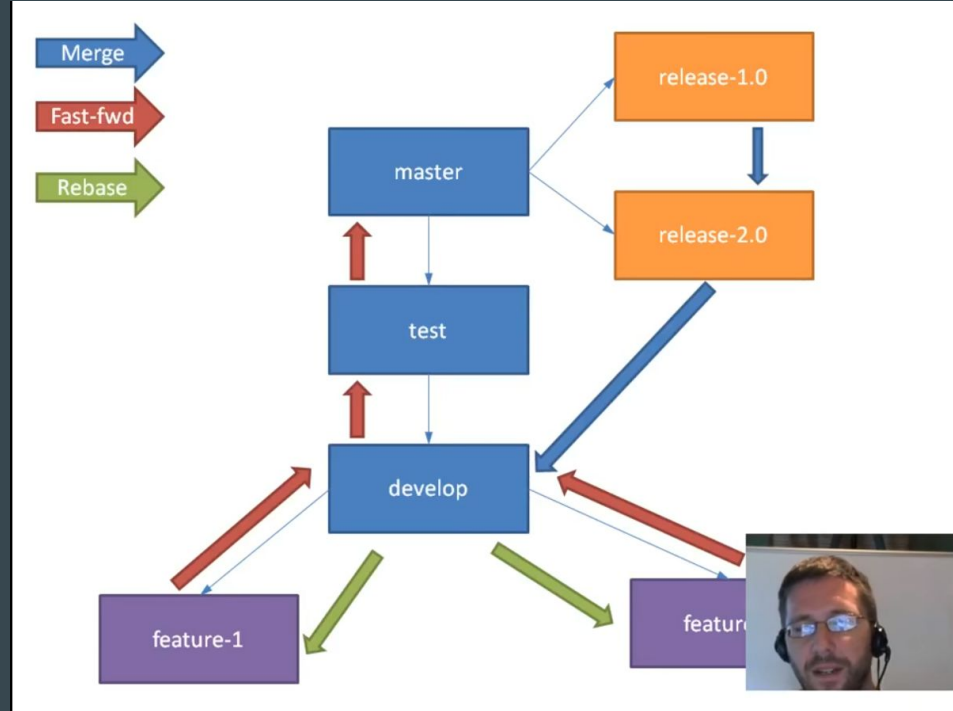 Merge
Fast-fwd
Rebase
release-1.0
master
release-2.0
test
develop
feature-1